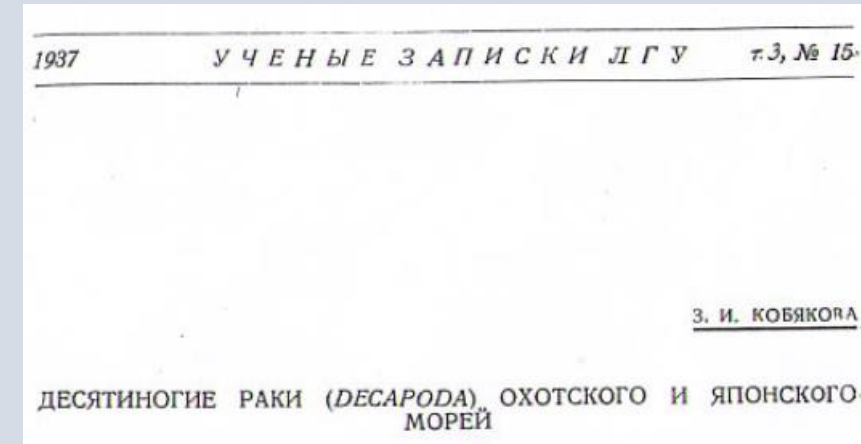 1937 УЧЕНЫЕ ЗАПИСКИ ЛГУ т. 3, № 15
З. И. КОБЯКОВА
ДЕСЯТИНОГИЕ РАКИ (DECAPODA) ОХОТСКОГО И ЯПОНСКОГО
МОРЕЙ